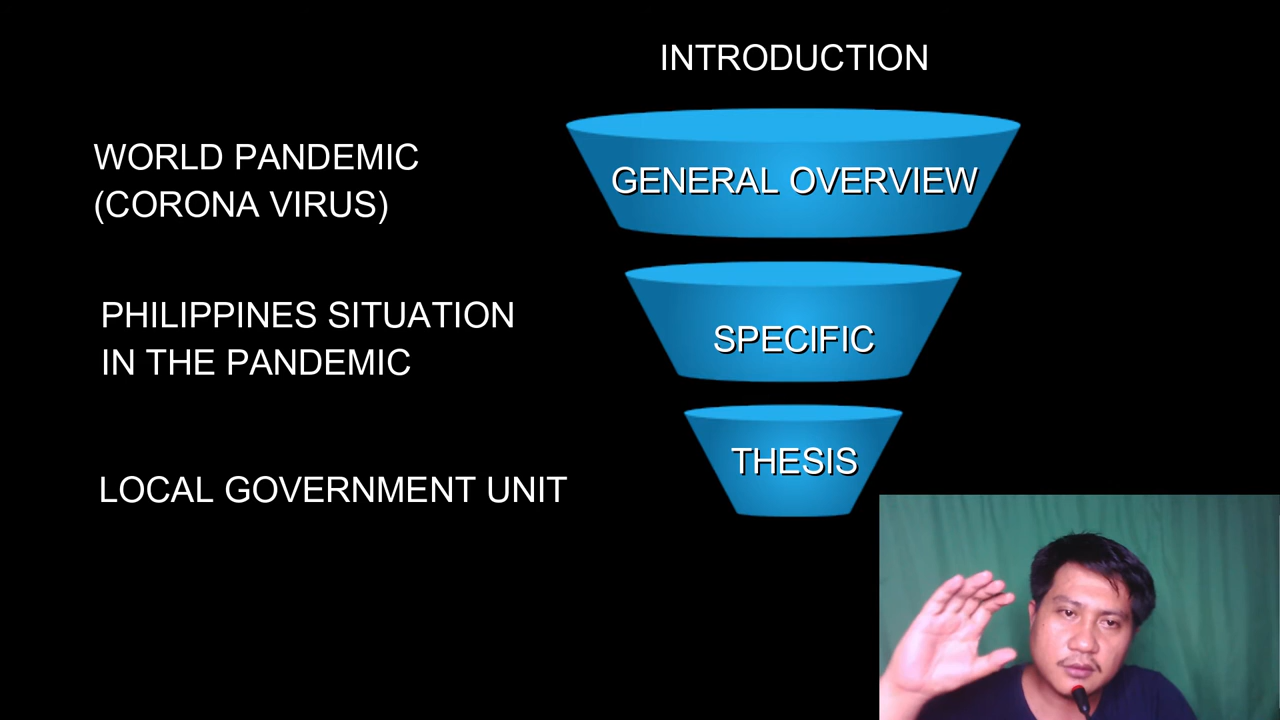 INTRODUCTION
WORLD PANDEMIC
(CORONA VIRUS)
GENERAL OVERVIEW
PHILIPPINES SITUATION
IN THE PANDEMIC
SPECIFIC
LOCAL GOVERNMENT UNIT
THESIS